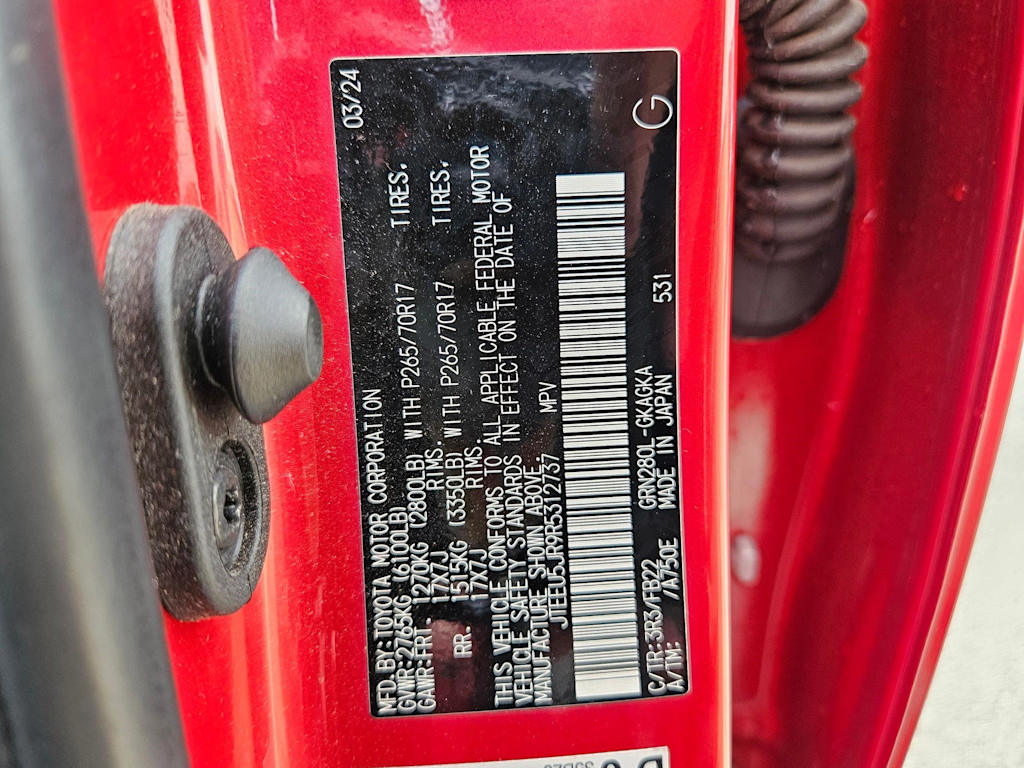 MFD.BY:TOYOTA MOTOR CORPORATION 03/24
GVWR:2765KG (6100LB)
GAWR:FRT. 1270KG (2800LB) WITH P265/70R17 TIRES.
17X7J RIMS.
RR. 1515KG (3350LB) WITH P265/70R17 TIRES.
17X7J RIMS.
THIS VEHICLE CONFORMS TO ALL APPLICABLE FEDERAL MOTOR
VEHICLE SAFETY STANDARDS IN EFFECT ON THE DATE OF
MANUFACTURE SHOWN ABOVE.
JTEEU5JR9R5312737 MPV
C/TR:3R3/FB22 GRN280L-GKAGKA
A/TM: /A750E MADE IN JAPAN 531 G